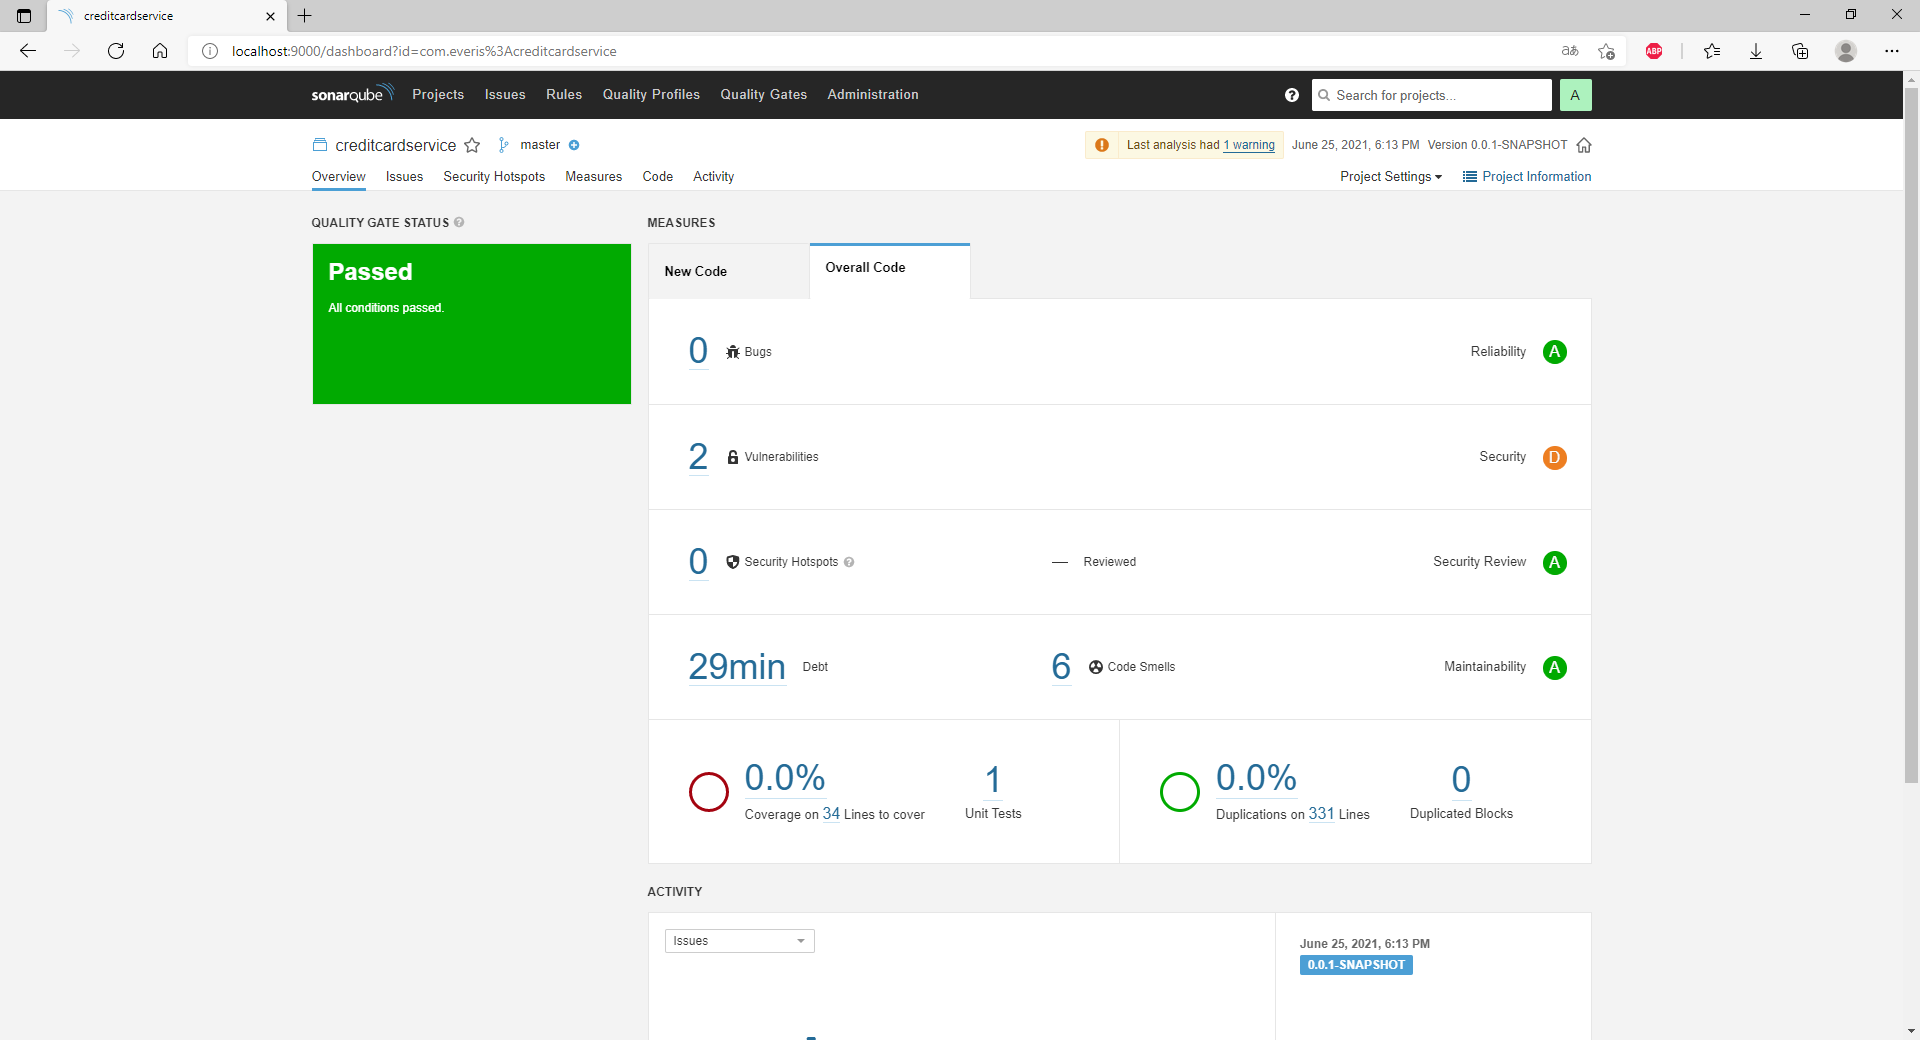 creditcardservice
localhost:9000/dashboard?id=com.everis%3Acreditcardservice
aあ
ABP
sonarqube Projects Issues Rules Quality Profiles Quality Gates Administration
Search for projects...
A
creditcardservice master
Last analysis had 1 warning June 25, 2021, 6:13 PM Version 0.0.1-SNAPSHOT
Overview Issues Security Hotspots Measures Code Activity
Project Settings Project Information
QUALITY GATE STATUS
MEASURES
Passed
All conditions passed.
New Code
Overall Code
0 Bugs Reliability A
2 Vulnerabilities Security D
0 Security Hotspots — Reviewed Security Review A
29min Debt 6 Code Smells Maintainability A
0.0% 1 0.0% 0
Coverage on 34 Lines to cover Unit Tests Duplications on 331 Lines Duplicated Blocks
ACTIVITY
Issues
June 25, 2021, 6:13 PM
0.0.1-SNAPSHOT